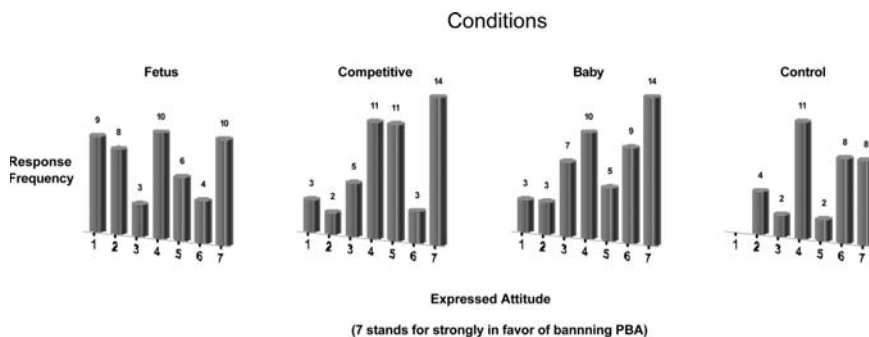 Conditions
Fetus
Competitive
Baby
Control
Response
Frequency
9 8 3 10 6 4 10
1 2 3 4 5 6 7
3 2 5 11 11 3 14
1 2 3 4 5 6 7
3 3 7 10 5 9 14
1 2 3 4 5 6 7
4 2 11 2 8 8
1 2 3 4 5 6 7
Expressed Attitude
(7 stands for strongly in favor of bannning PBA)